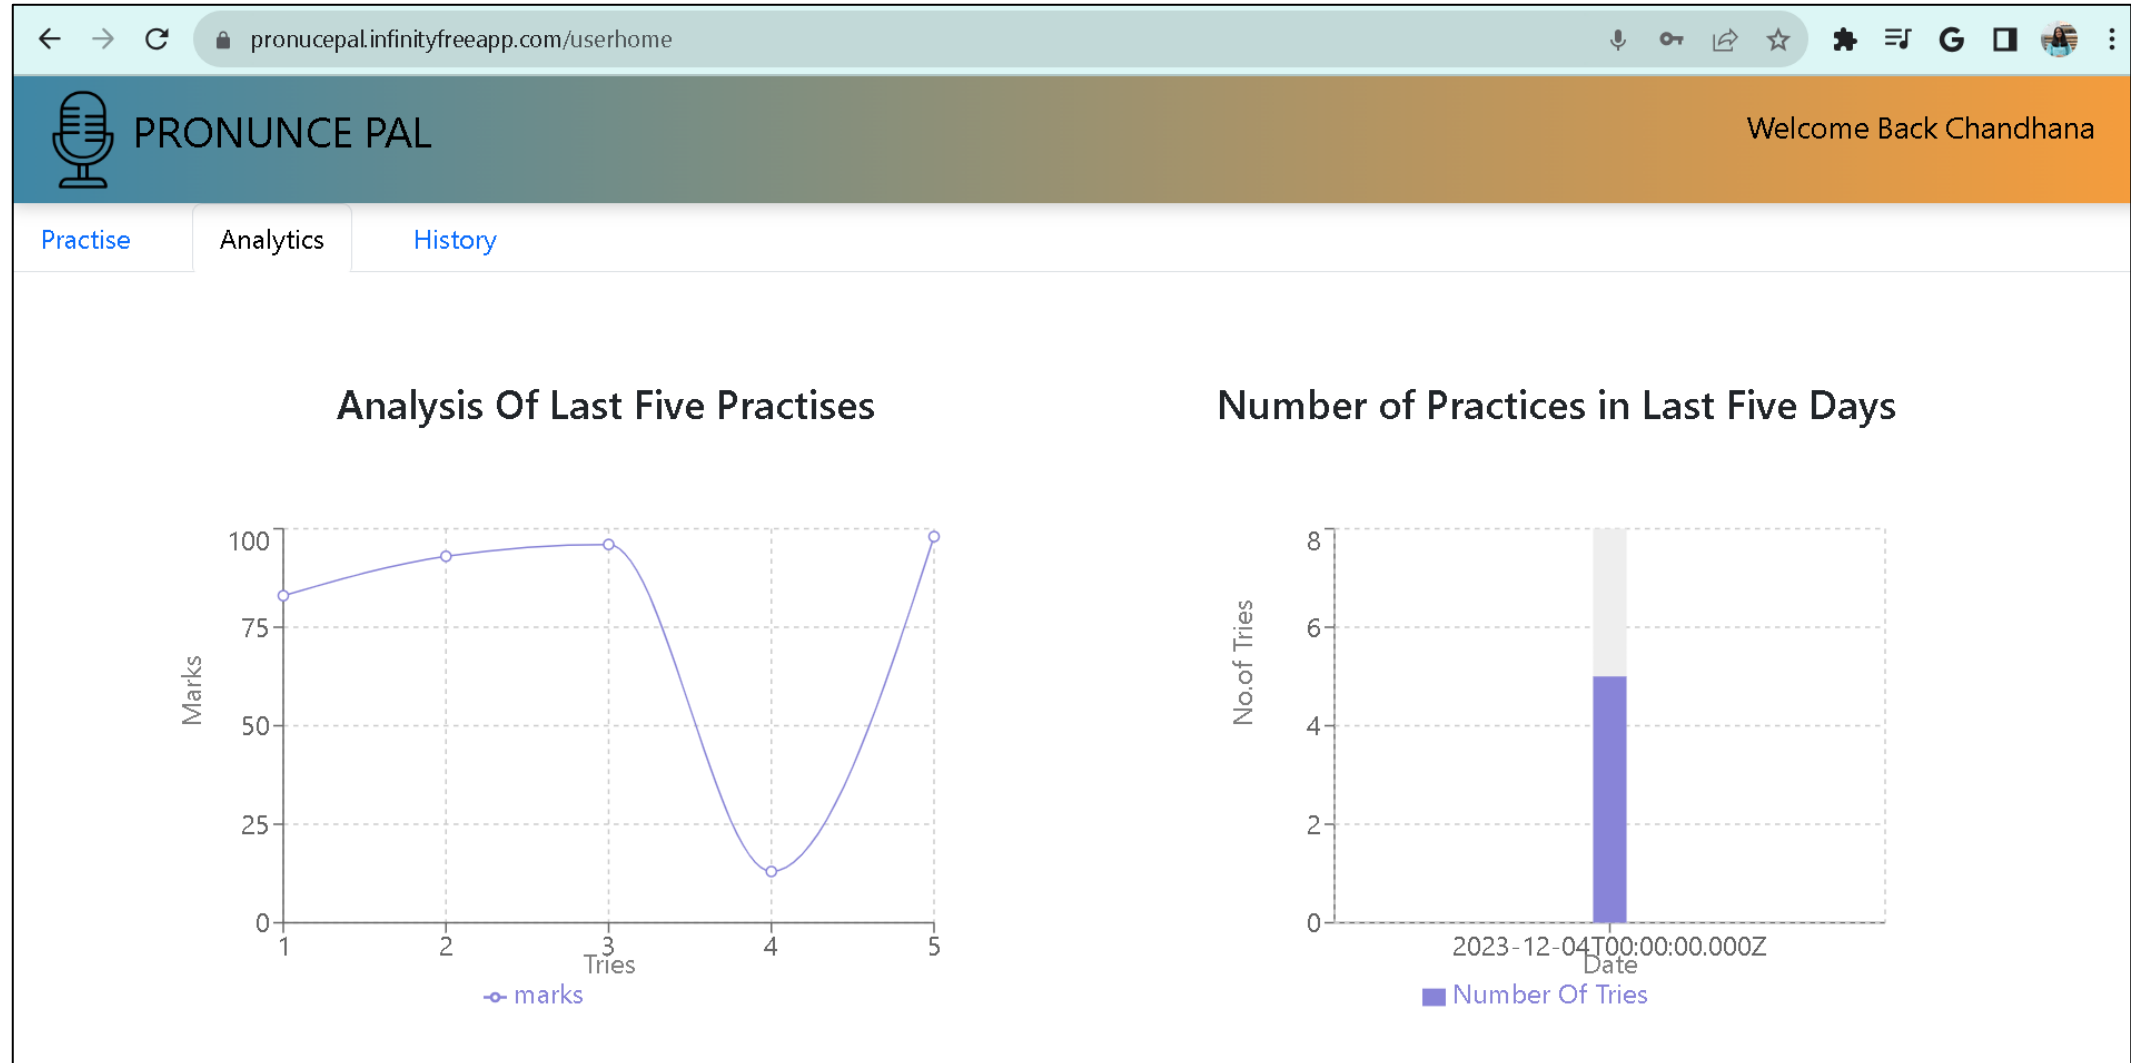 pronucepal.infinityfreeapp.com/userhome
G
PRONUNCE PAL
Welcome Back Chandhana
Practise
Analytics
History
Analysis Of Last Five Practises
100
75
50
25
0
Marks
1 2 3 4 5
Tries
marks
Number of Practices in Last Five Days
8
6
4
2
0
No.of Tries
2023-12-04T00:00:00.000Z
Date
Number Of Tries